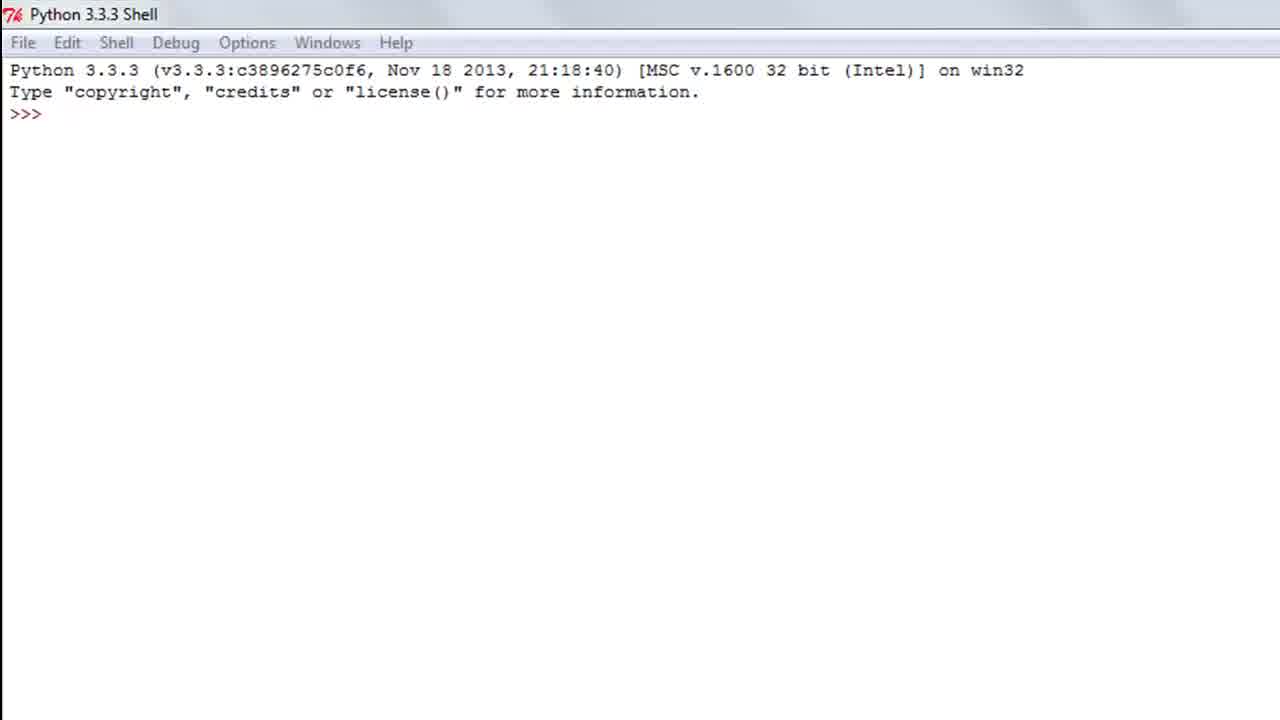 Python 3.3.3 Shell
File Edit Shell Debug Options Windows Help
Python 3.3.3 (v3.3.3:c3896275c0f6, Nov 18 2013, 21:18:40) [MSC v.1600 32 bit (Intel)] on win32
Type "copyright", "credits" or "license()" for more information.
>>>